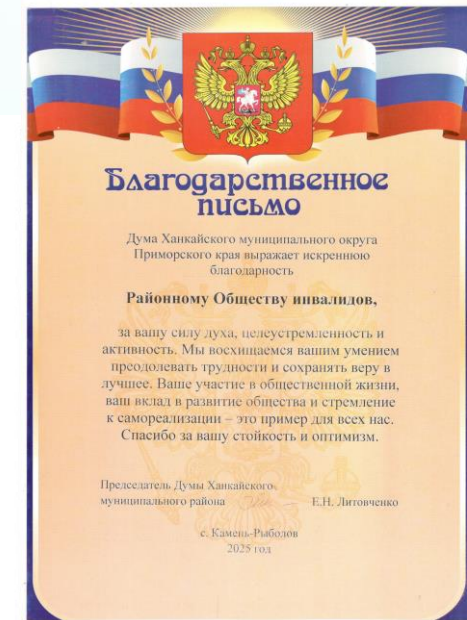 Благодарственное
письмо
Дума Ханкайского муниципального округа
Приморского края выражает искреннюю
благодарность
Районному Обществу инвалидов,
за вашу силу духа, целеустремленность и
активность. Мы восхищаемся вашим умением
преодолевать трудности и сохранять веру в
лучшее. Ваше участие в общественной жизни,
ваш вклад в развитие общества и стремление
к самореализации – это пример для всех нас.
Спасибо за вашу стойкость и оптимизм.
Председатель Думы Ханкайского
муниципального района Е.Н. Литовченко
с. Камень-Рыболов
2025 год